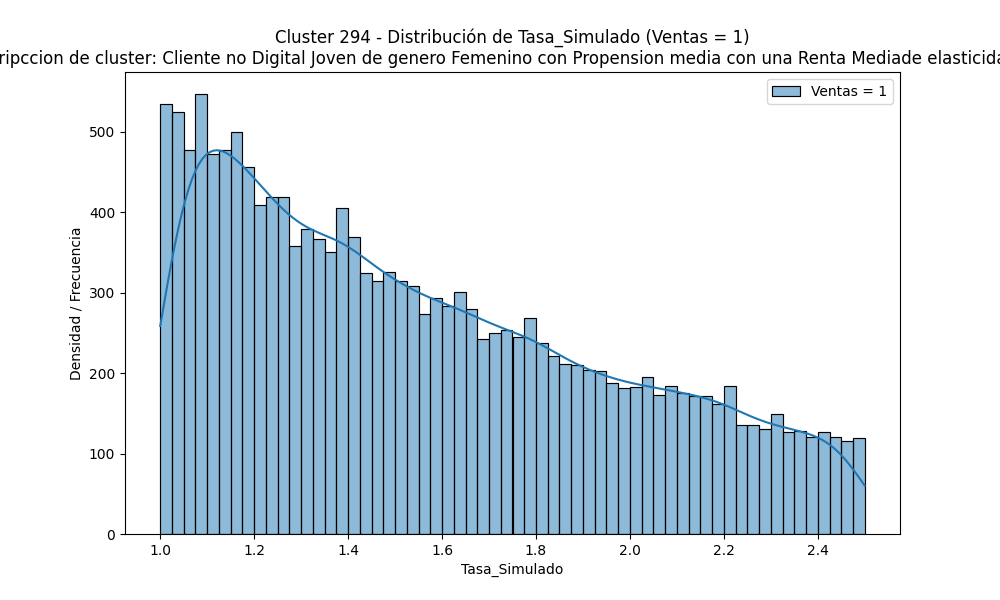 Cluster 294 - Distribución de Tasa_Simulado (Ventas = 1)
ripccion de cluster: Cliente no Digital Joven de genero Femenino con Propension media con una Renta Mediade elasticida
Ventas = 1
Densidad / Frecuencia
500
400
300
200
100
0
1.0 1.2 1.4 1.6 1.8 2.0 2.2 2.4
Tasa_Simulado